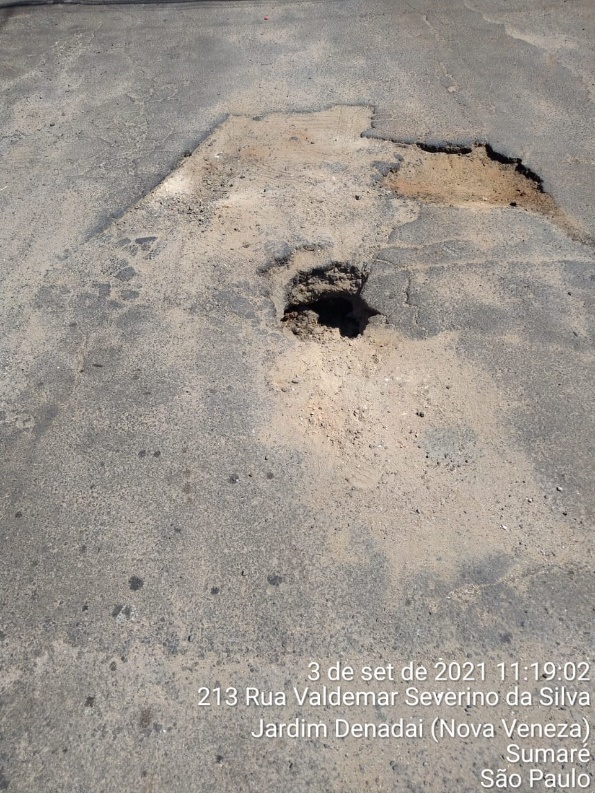 3 de set de 2021 11:19:02
213 Rua Valdemar Severino da Silva
Jardim Denadai (Nova Veneza)
Sumaré
São Paulo